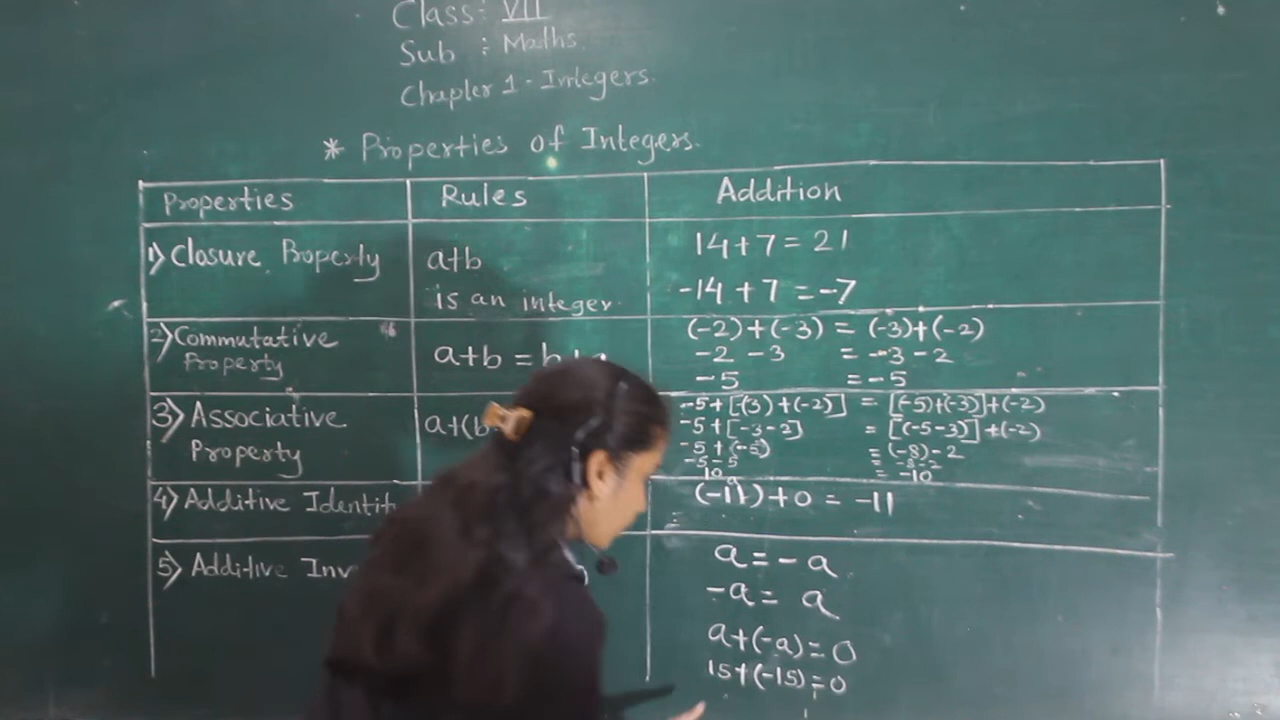 Class: VII
Sub : Maths.
Chapter 1 - Integers.
* Properties of Integers.
Properties Rules Addition
1) Closure Property a+b 14+7=21
is an integer. -14+7=-7
2) Commutative Property a+b = b+a (-2)+(-3) = (-3)+(-2)
-2 -3 = -3 -2
-5 = -5
3) Associative Property a+(b -5+[(3)+(-2)] = [(-5)+(-3)]+(-2)
-5+[-3-2] = [(-5-3)]+(-2)
-5+(-5) = (-8)-2
-5-5 = -8-2
-10 = -10
4) Additive (-11)+0 = -11
5) Additive a = -a
-a = a
a+(-a)=0
15+(-15)=0